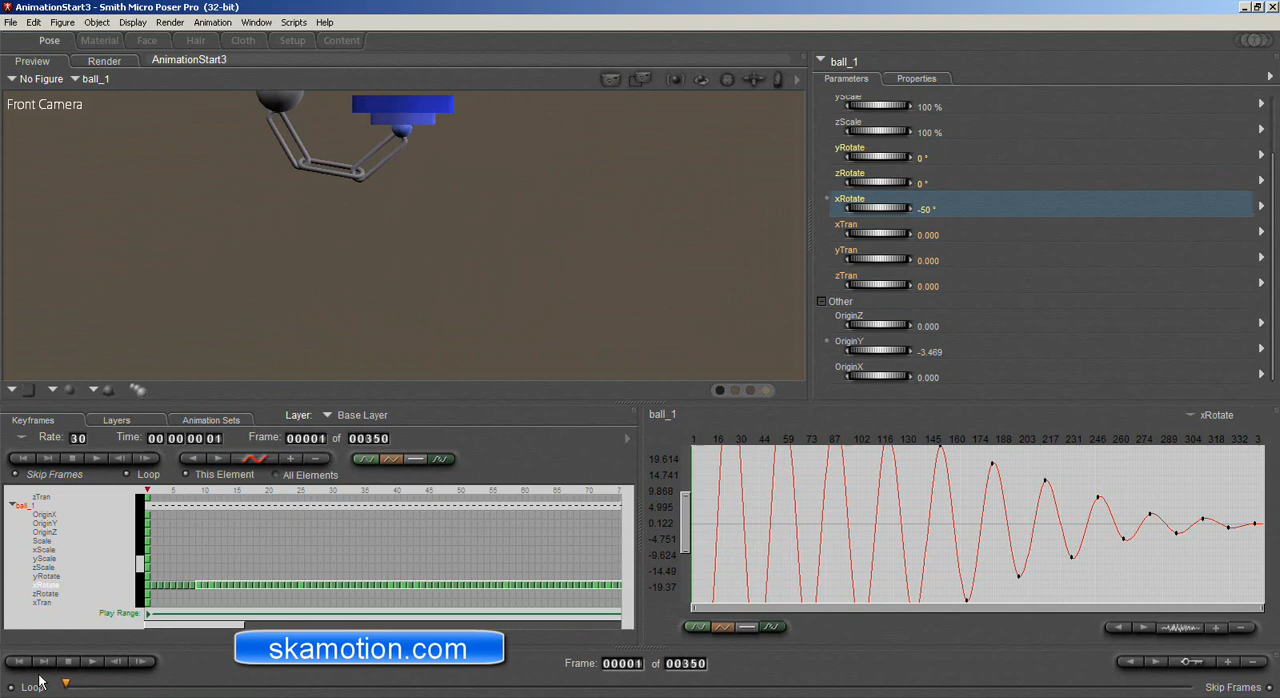 AnimationStart3 - Smith Micro Poser Pro (32-bit)
File Edit Figure Object Display Render Animation Window Scripts Help
Pose Material Face Hair Cloth Setup Content
Preview Render AnimationStart3
No Figure ball_1
Front Camera
ball_1
Parameters Properties
yScale 100 %
zScale 100 %
yRotate 0 °
zRotate 0 °
xRotate -50 °
xTran 0.000
yTran 0.000
zTran 0.000
Other
OriginZ 0.000
OriginY -3.469
OriginX 0.000
Keyframes Layers Animation Sets Layer: Base Layer
Rate: 30 Time: 00 00 00 01 Frame: 00001 of 00350
Skip Frames Loop This Element All Elements
5 10 15 20 25 30 35 40 45 50 55 60 65 70 7
zTran
ball_1
OriginX
OriginY
OriginZ
Scale
xScale
yScale
zScale
yRotate
xRotate
zRotate
xTran
Play Range:
ball_1 xRotate
1 16 30 44 59 73 87 102 116 131 145 160 174 188 203 217 231 246 260 274 289 303 318 332 3
19.614
14.741
9.868
4.995
0.122
-4.751
-9.624
-14.49
-19.37
skamotion.com
Frame: 00001 of 00350
Loop Skip Frames